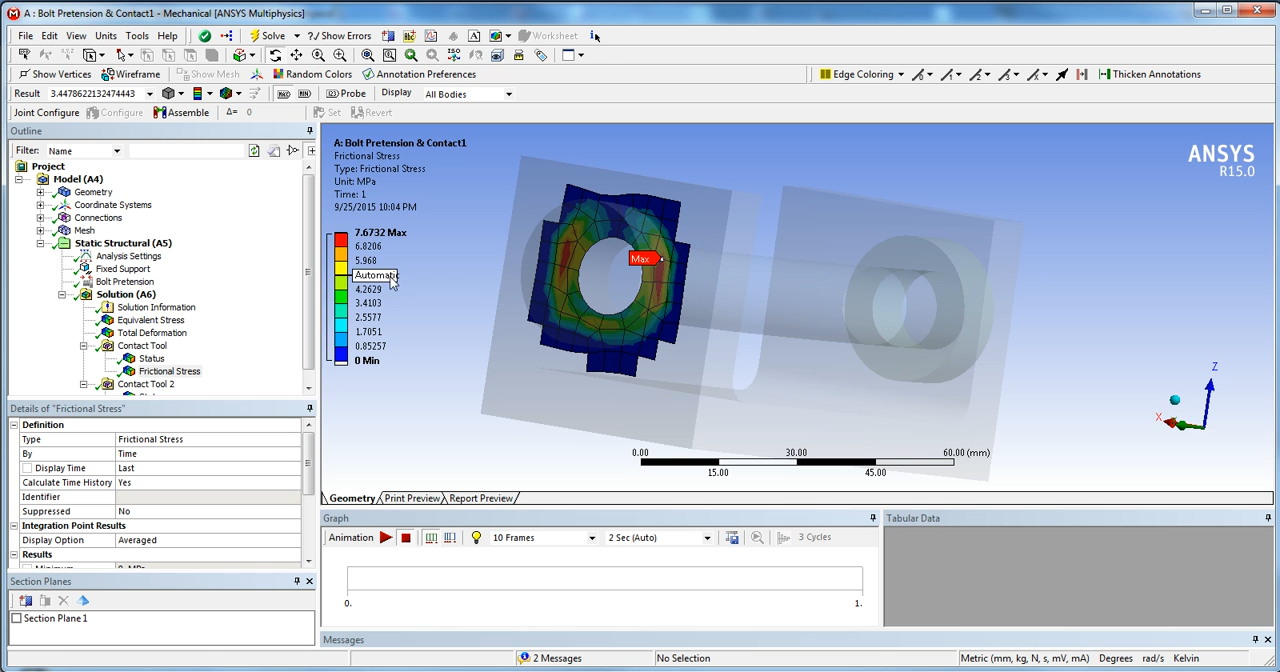 A : Bolt Pretension & Contact1 - Mechanical [ANSYS Multiphysics]
File Edit View Units Tools Help Solve ?/ Show Errors Worksheet
Show Vertices Wireframe Show Mesh Random Colors Annotation Preferences Edge Coloring Thicken Annotations
Result 3.4478622132474443 Probe Display All Bodies
Joint Configure Configure Assemble Δ= 0 Set Revert
Outline
Filter: Name
Project
Model (A4)
Geometry
Coordinate Systems
Connections
Mesh
Static Structural (A5)
Analysis Settings
Fixed Support
Bolt Pretension
Solution (A6)
Solution Information
Equivalent Stress
Total Deformation
Contact Tool
Status
Frictional Stress
Contact Tool 2
Details of "Frictional Stress"
Definition
Type Frictional Stress
By Time
Display Time Last
Calculate Time History Yes
Identifier
Suppressed No
Integration Point Results
Display Option Averaged
Results
Section Planes
Section Plane 1
A: Bolt Pretension & Contact1
Frictional Stress
Type: Frictional Stress
Unit: MPa
Time: 1
9/25/2015 10:04 PM
7.6732 Max
6.8206
5.968
Automatic
4.2629
3.4103
2.5577
1.7051
0.85257
0 Min
Max
ANSYS
R15.0
Z
X
0.00 30.00 60.00 (mm)
15.00 45.00
Geometry Print Preview Report Preview
Graph
Animation 10 Frames 2 Sec (Auto) 3 Cycles
0. 1.
Tabular Data
Messages
2 Messages No Selection Metric (mm, kg, N, s, mV, mA) Degrees rad/s Kelvin